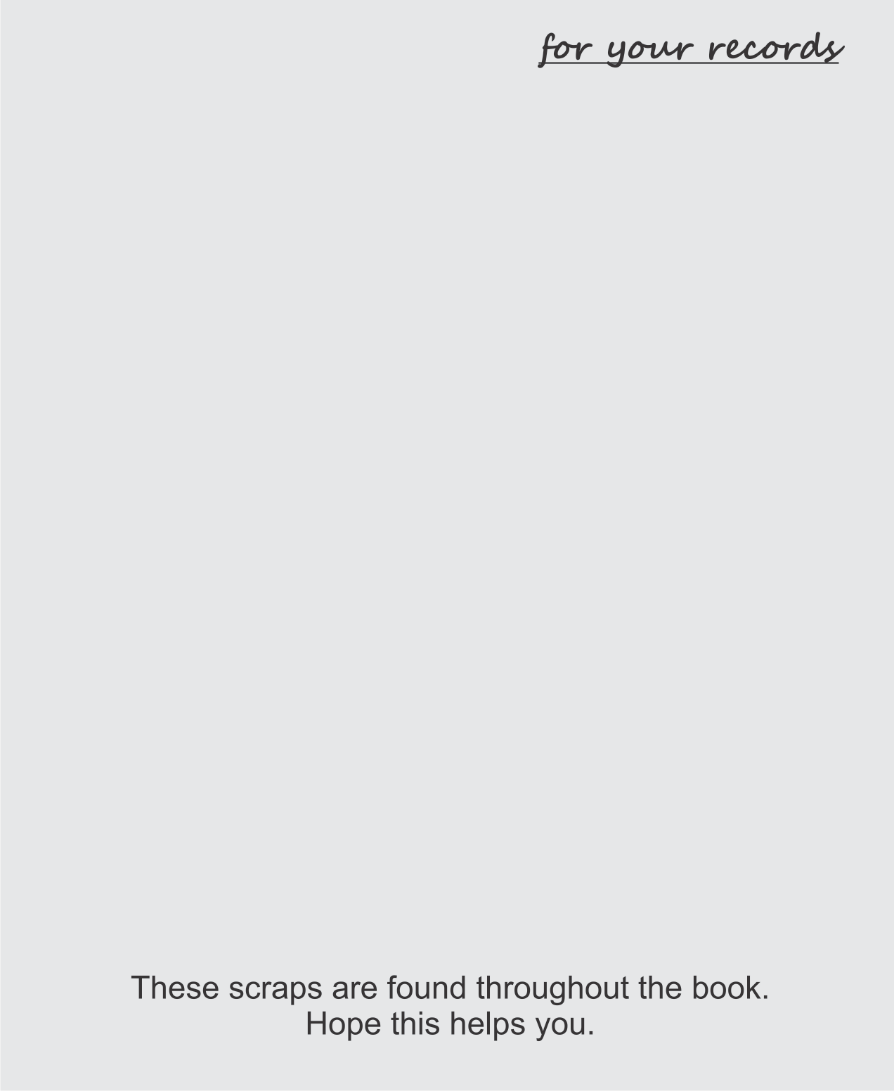 for your records
These scraps are found throughout the book.
Hope this helps you.